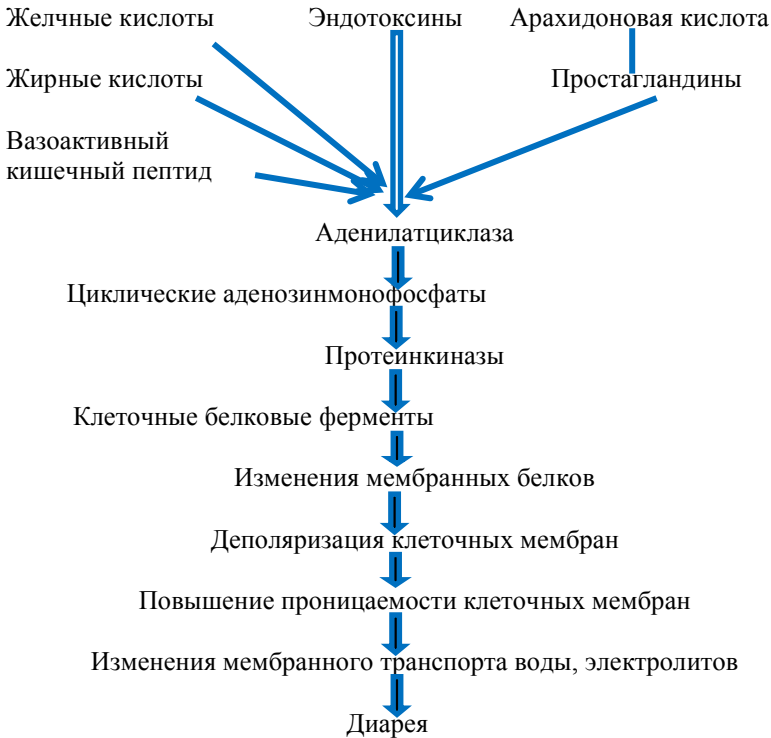 Желчные кислоты
Эндотоксины
Арахидоновая кислота
Жирные кислоты
Простагландины
Вазоактивный
кишечный пептид
Аденилатциклаза
Циклические аденозинмонофосфаты
Протеинкиназы
Клеточные белковые ферменты
Изменения мембранных белков
Деполяризация клеточных мембран
Повышение проницаемости клеточных мембран
Изменения мембранного транспорта воды, электролитов
Диарея